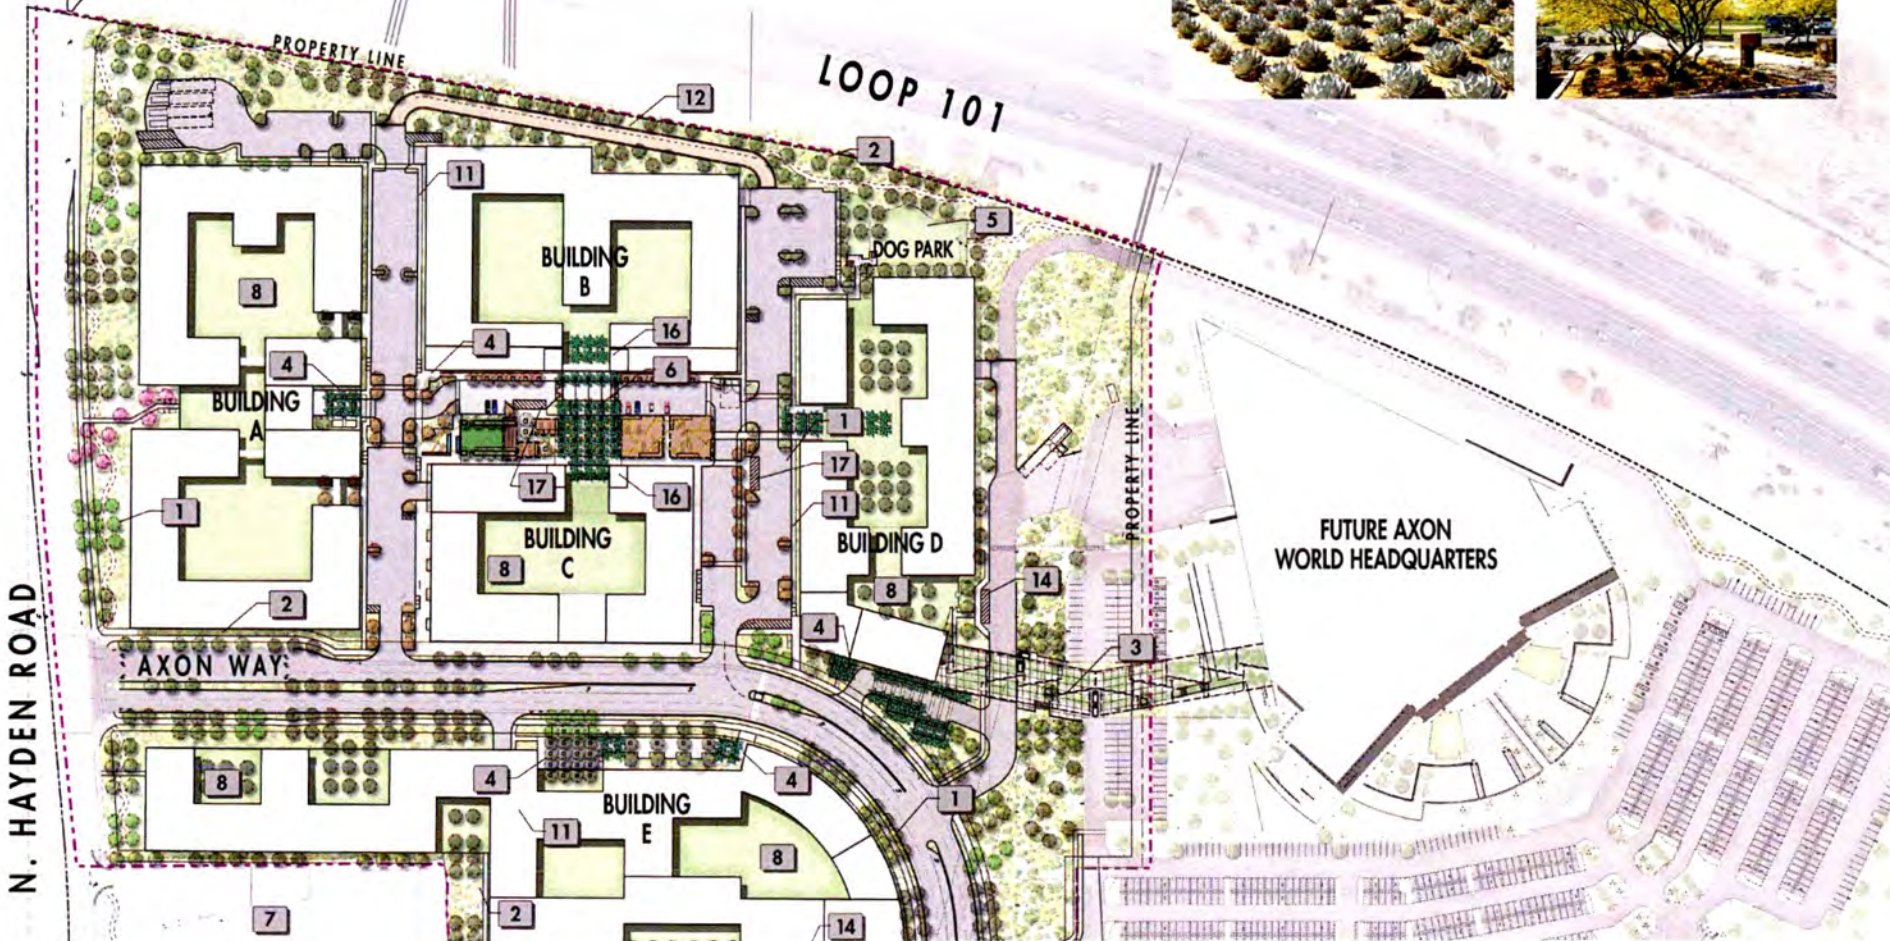 PROPERTY LINE
LOOP 101
12
2
11
5
DOG PARK
BUILDING
B
8
16
4
4
6
BUILDING
A
1
17
17
16
1
11
PROPERTY LINE
BUILDING
C
8
BUILDING D
FUTURE AXON
WORLD HEADQUARTERS
14
8
2
4
3
N. HAYDEN ROAD
AXON WAY
8
4
4
BUILDING
E
1
11
8
7
2
14